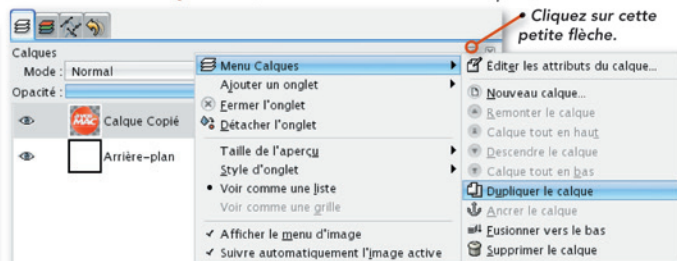 • Cliquez sur cette
petite flèche.
Calques
Mode : Normal
Opacité :
Calque Copié
Arrière-plan
Menu Calques
Ajouter un onglet
Fermer l'onglet
Détacher l'onglet
Taille de l'aperçu
Style d'onglet
• Voir comme une liste
Voir comme une grille
✓ Afficher le menu d'image
✓ Suivre automatiquement l'image active
Éditer les attributs du calque...
Nouveau calque...
Remonter le calque
Calque tout en haut
Descendre le calque
Calque tout en bas
Dupliquer le calque
Ancrer le calque
Fusionner vers le bas
Supprimer le calque